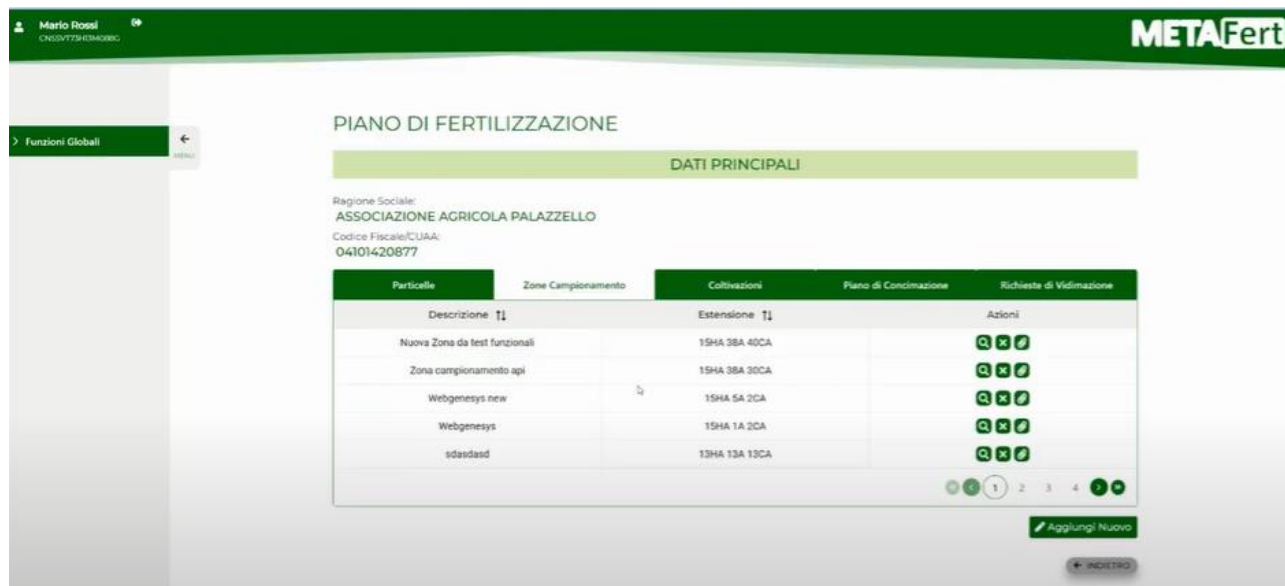 Mario Rossi
METAFert
Funzioni Globali
MENU
PIANO DI FERTILIZZAZIONE
DATI PRINCIPALI
Ragione Sociale:
ASSOCIAZIONE AGRICOLA PALAZZELLO
Codice Fiscale/CUAA:
04101420877
Particelle Zone Campionamento Coltivazioni Piano di Concimazione Richieste di Vidimazione
Descrizione Estensione Azioni
Nuova Zona da test funzionali 15HA 38A 40CA
Zona campionamento api 15HA 38A 30CA
Webgenesys new 15HA 5A 2CA
Webgenesys 15HA 1A 2CA
sdasdasd 13HA 13A 13CA
1 2 3 4
Aggiungi Nuovo
INDIETRO